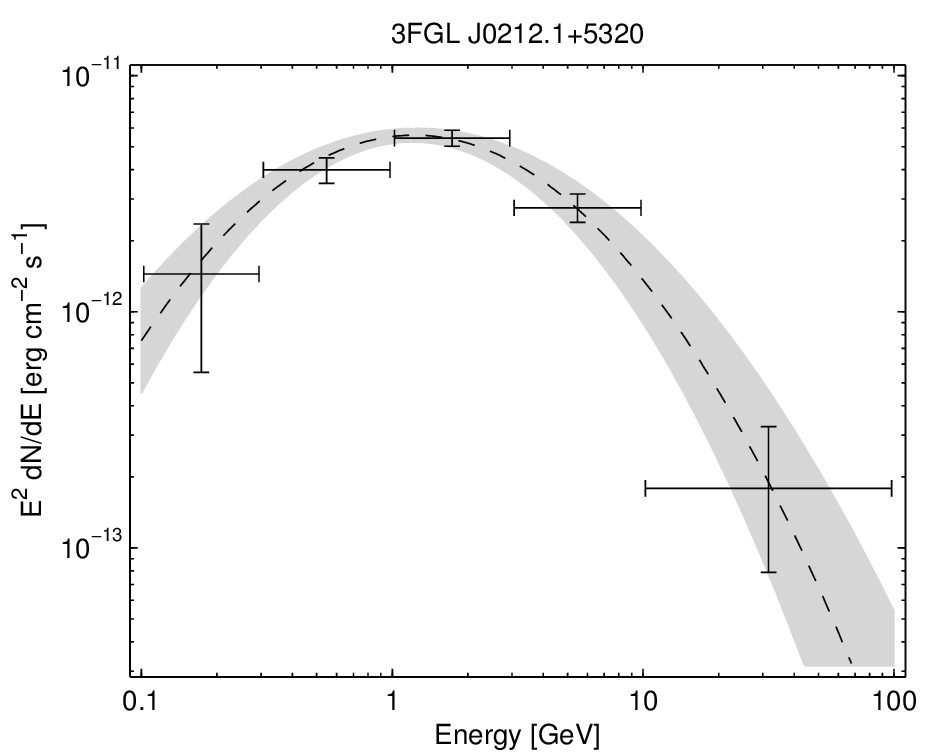 3FGL J0212.1+5320
10⁻¹¹
10⁻¹²
10⁻¹³
E² dN/dE [erg cm⁻² s⁻¹]
0.1 1 10 100
Energy [GeV]